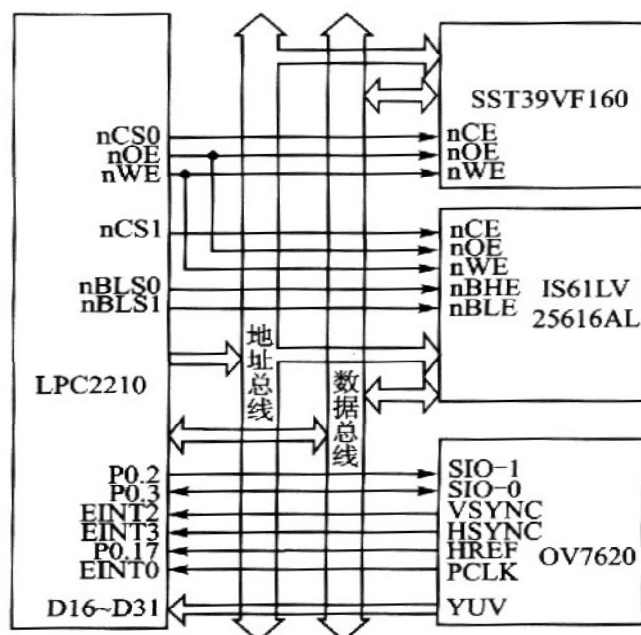 SST39VF160
nCS0
nOE
nWE
nCE
nOE
nWE
nCS1
nBLS0
nBLS1
nCE
nOE
nWE
nBHE
nBLE
IS61LV
25616AL
LPC2210
地址总线
数据总线
P0.2
P0.3
EINT2
EINT3
P0.17
EINT0
D16~D31
SIO-1
SIO-0
VSYNC
HSYNC
HREF
PCLK
YUV
OV7620